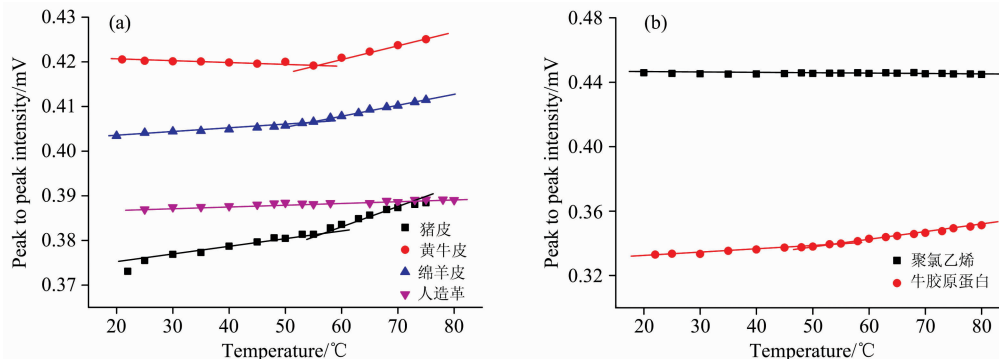 (a)
Peak to peak intensity/mV
0.43
0.42
0.41
0.40
0.39
0.38
0.37
猪皮
黄牛皮
绵羊皮
人造革
20 30 40 50 60 70 80
Temperature/℃
(b)
Peak to peak intensity/mV
0.48
0.44
0.40
0.36
0.32
聚氯乙烯
牛胶原蛋白
20 30 40 50 60 70 80
Temperature/℃